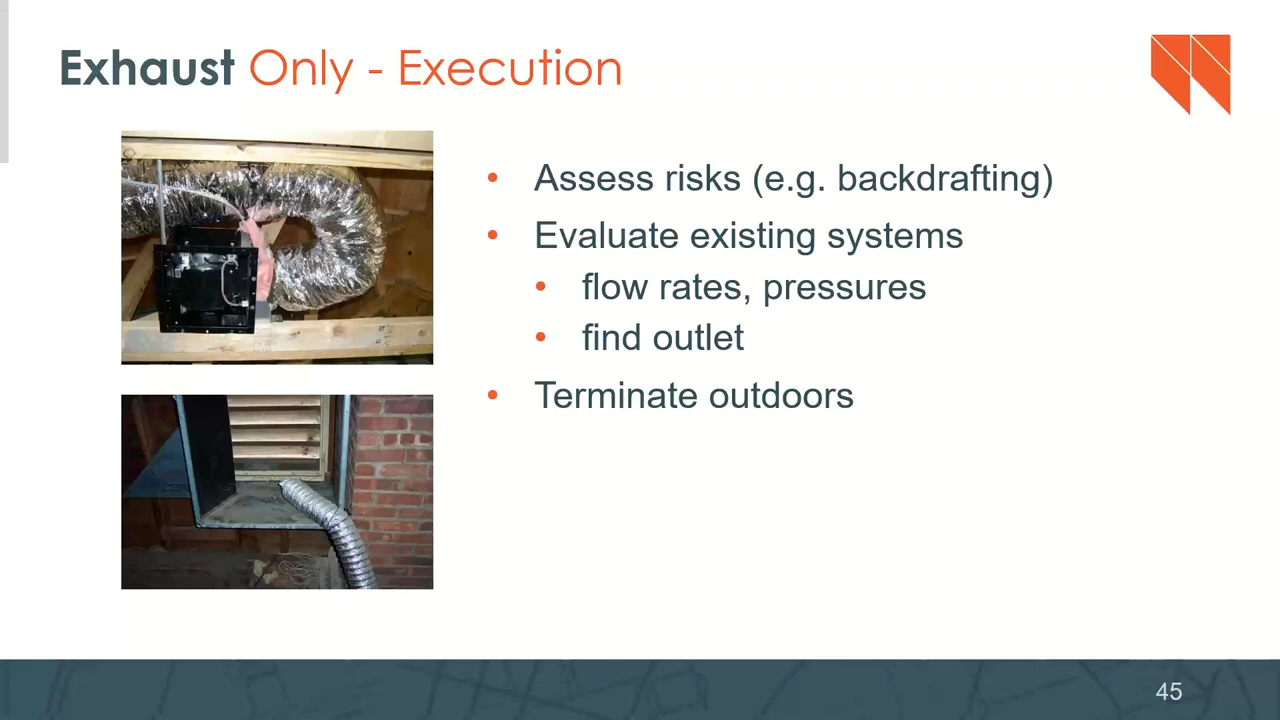 Exhaust Only - Execution
• Assess risks (e.g. backdrafting)
• Evaluate existing systems
• flow rates, pressures
• find outlet
• Terminate outdoors
45